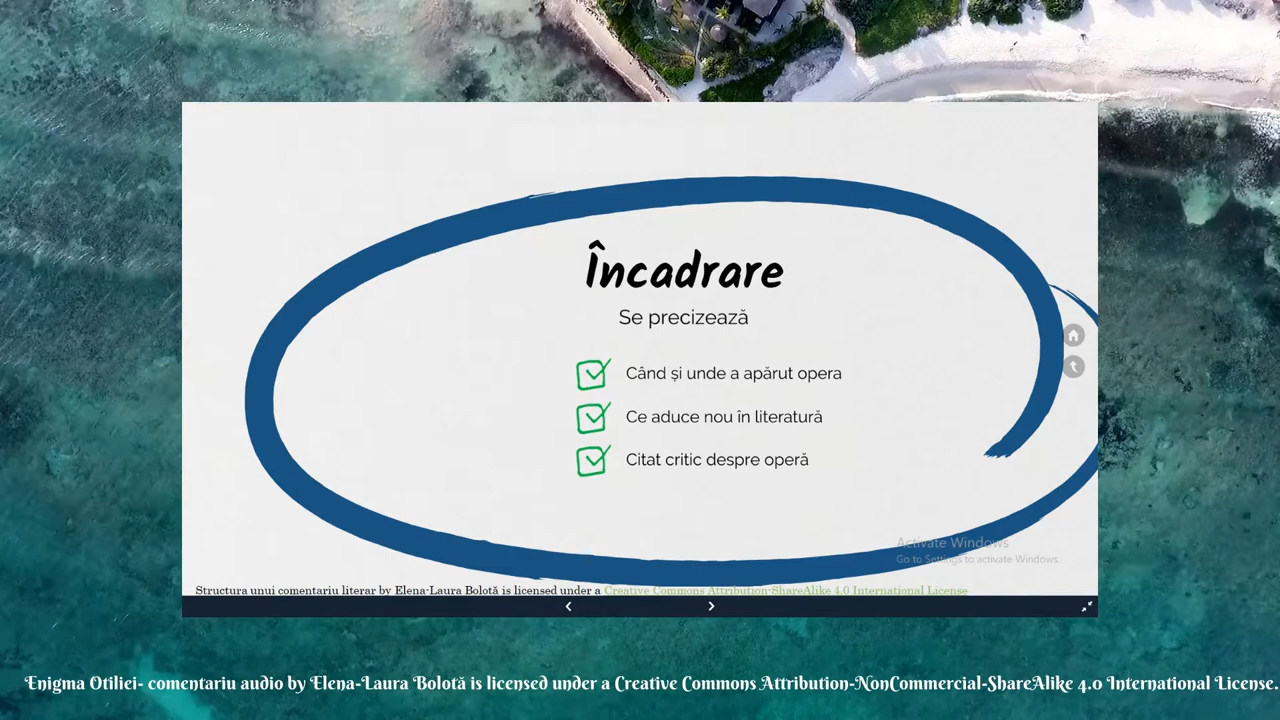 Încadrare
Se precizează
Când și unde a apărut opera
Ce aduce nou în literatură
Citat critic despre operă
Activate Windows
Go to Settings to activate Windows.
Structura unui comentariu literar by Elena-Laura Bolotă is licensed under a Creative Commons Attribution-ShareAlike 4.0 International License
Enigma Otiliei- comentariu audio by Elena-Laura Bolotă is licensed under a Creative Commons Attribution-NonCommercial-ShareAlike 4.0 International License.